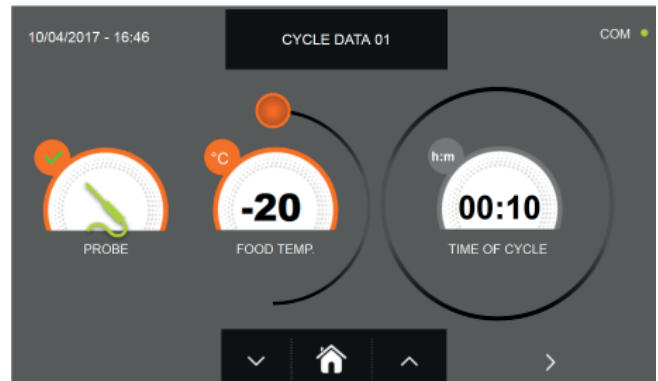 10/04/2017 - 16:46
CYCLE DATA 01
COM
°C
h:m
-20
00:10
PROBE
FOOD TEMP.
TIME OF CYCLE